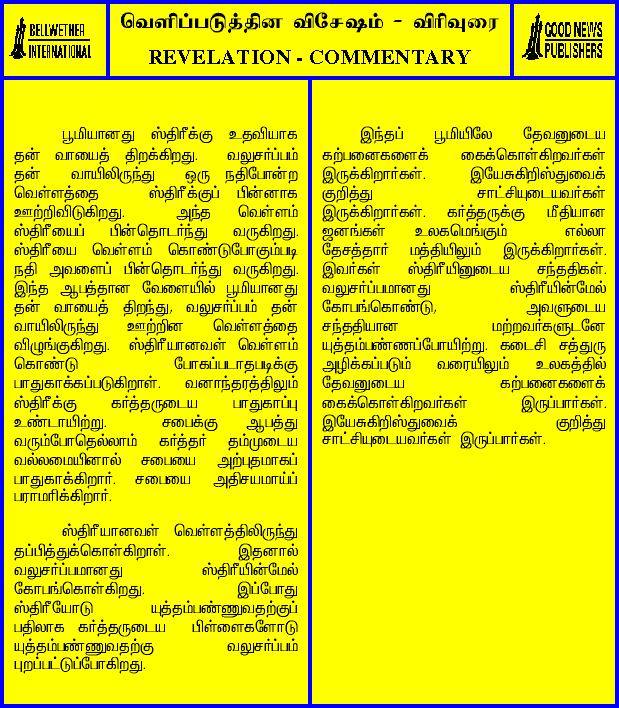 BELLWETHER
INTERNATIONAL
வெளிப்படுத்தின விசேஷம் - விரிவுரை
REVELATION - COMMENTARY
GOOD NEWS
PUBLISHERS
பூமியானது ஸ்திரீக்கு உதவியாக
தன் வாயைத் திறக்கிறது. வலுசர்ப்பம்
தன் வாயிலிருந்து ஒரு நதிபோன்ற
வெள்ளத்தை ஸ்திரீக்குப் பின்னாக
ஊற்றிவிடுகிறது. அந்த வெள்ளம்
ஸ்திரீயைப் பின்தொடர்ந்து வருகிறது.
ஸ்திரீயை வெள்ளம் கொண்டுபோகும்படி
நதி அவளைப் பின்தொடர்ந்து வருகிறது.
இந்த ஆபத்தான வேளையில் பூமியானது
தன் வாயைத் திறந்து, வலுசர்ப்பம் தன்
வாயிலிருந்து ஊற்றின வெள்ளத்தை
விழுங்குகிறது. ஸ்திரீயானவள் வெள்ளம்
கொண்டு போகப்படாதபடிக்கு
பாதுகாக்கப்படுகிறாள். வனாந்தரத்திலும்
ஸ்திரீக்கு கர்த்தருடைய பாதுகாப்பு
உண்டாயிற்று. சபைக்கு ஆபத்து
வரும்போதெல்லாம் கர்த்தர் தம்முடைய
வல்லமையினால் சபையை அற்புதமாகப்
பாதுகாக்கிறார். சபையை அதிசயமாய்ப்
பராமரிக்கிறார்.
ஸ்திரீயானவள் வெள்ளத்திலிருந்து
தப்பித்துக்கொள்கிறாள். இதனால்
வலுசர்ப்பமானது ஸ்திரீயின்மேல்
கோபங்கொள்கிறது. இப்போது
ஸ்திரீயோடு யுத்தம்பண்ணுவதற்குப்
பதிலாக கர்த்தருடைய பிள்ளைகளோடு
யுத்தம்பண்ணுவதற்கு வலுசர்ப்பம்
புறப்பட்டுப்போகிறது.
இந்தப் பூமியிலே தேவனுடைய
கற்பனைகளைக் கைக்கொள்கிறவர்கள்
இருக்கிறார்கள். இயேசுகிறிஸ்துவைக்
குறித்து சாட்சியுடையவர்கள்
இருக்கிறார்கள். கர்த்தருக்கு மீதியான
ஜனங்கள் உலகமெங்கும் எல்லா
தேசத்தார் மத்தியிலும் இருக்கிறார்கள்.
இவர்கள் ஸ்திரீயினுடைய சந்ததிகள்.
வலுசர்ப்பமானது ஸ்திரீயின்மேல்
கோபங்கொண்டு, அவளுடைய
சந்ததியான மற்றவர்களுடனே
யுத்தம்பண்ணப்போயிற்று. கடைசி சத்துரு
அழிக்கப்படும் வரையிலும் உலகத்தில்
தேவனுடைய கற்பனைகளைக்
கைக்கொள்கிறவர்கள் இருப்பார்கள்.
இயேசுகிறிஸ்துவைக் குறித்து
சாட்சியுடையவர்கள் இருப்பார்கள்.